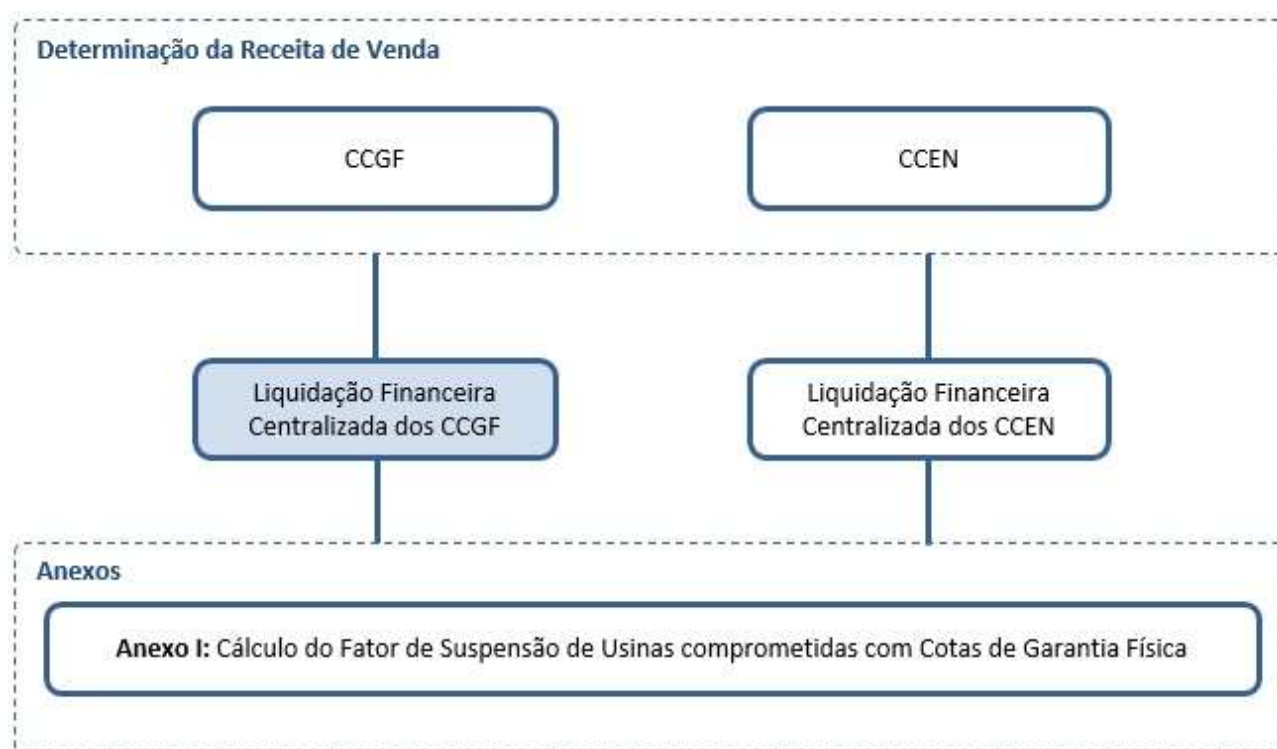 Determinação da Receita de Venda
CCGF
CCEN
Liquidação Financeira
Centralizada dos CCGF
Liquidação Financeira
Centralizada dos CCEN
Anexos
Anexo I: Cálculo do Fator de Suspensão de Usinas comprometidas com Cotas de Garantia Física